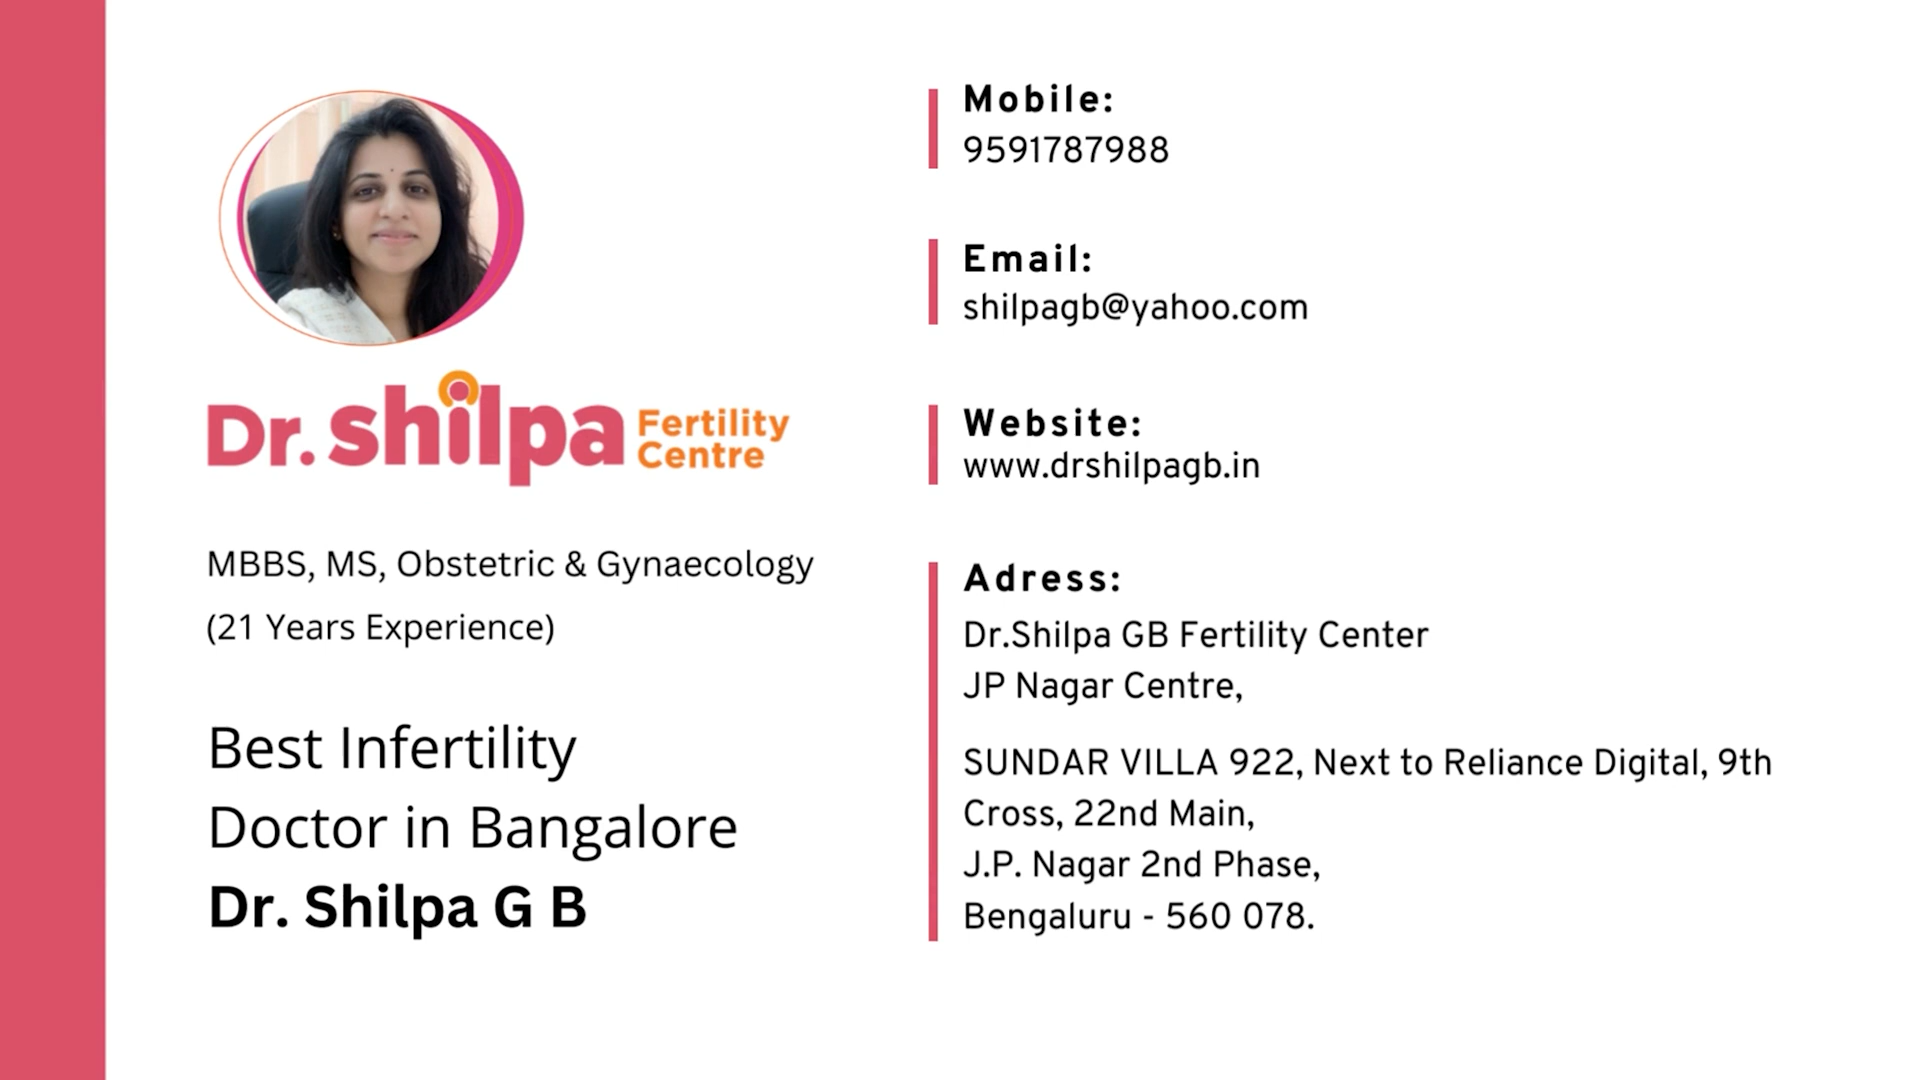 Dr. shilpa Fertility Centre
MBBS, MS, Obstetric & Gynaecology
(21 Years Experience)
Best Infertility
Doctor in Bangalore
Dr. Shilpa G B
Mobile:
9591787988
Email:
shilpagb@yahoo.com
Website:
www.drshilpagb.in
Adress:
Dr.Shilpa GB Fertility Center
JP Nagar Centre,
SUNDAR VILLA 922, Next to Reliance Digital, 9th
Cross, 22nd Main,
J.P. Nagar 2nd Phase,
Bengaluru - 560 078.